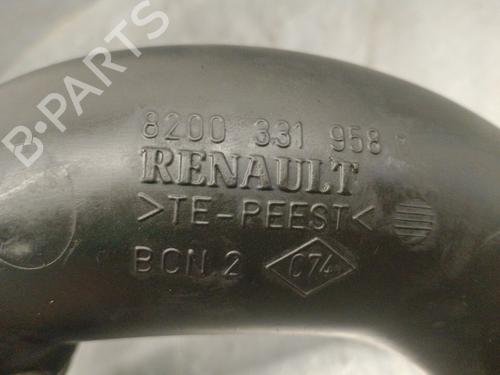 8200 331 958
RENAULT
>TE-PEEST<
BCN 2 C74
B-PARTS